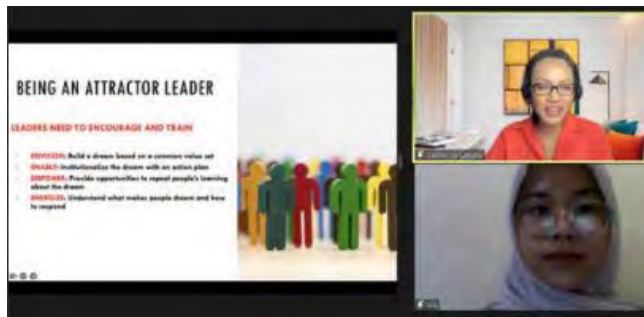 BEING AN ATTRACTOR LEADER
LEADERS NEED TO ENCOURAGE AND TRAIN
ENVISION: Build a dream based on a common value set
ENABLE: Institutionalize the dream with an action plan
EMPOWER: Provide opportunities to repeat people's learning
about the dream
ENERGIZE: Understand what makes people dream and how
to respond